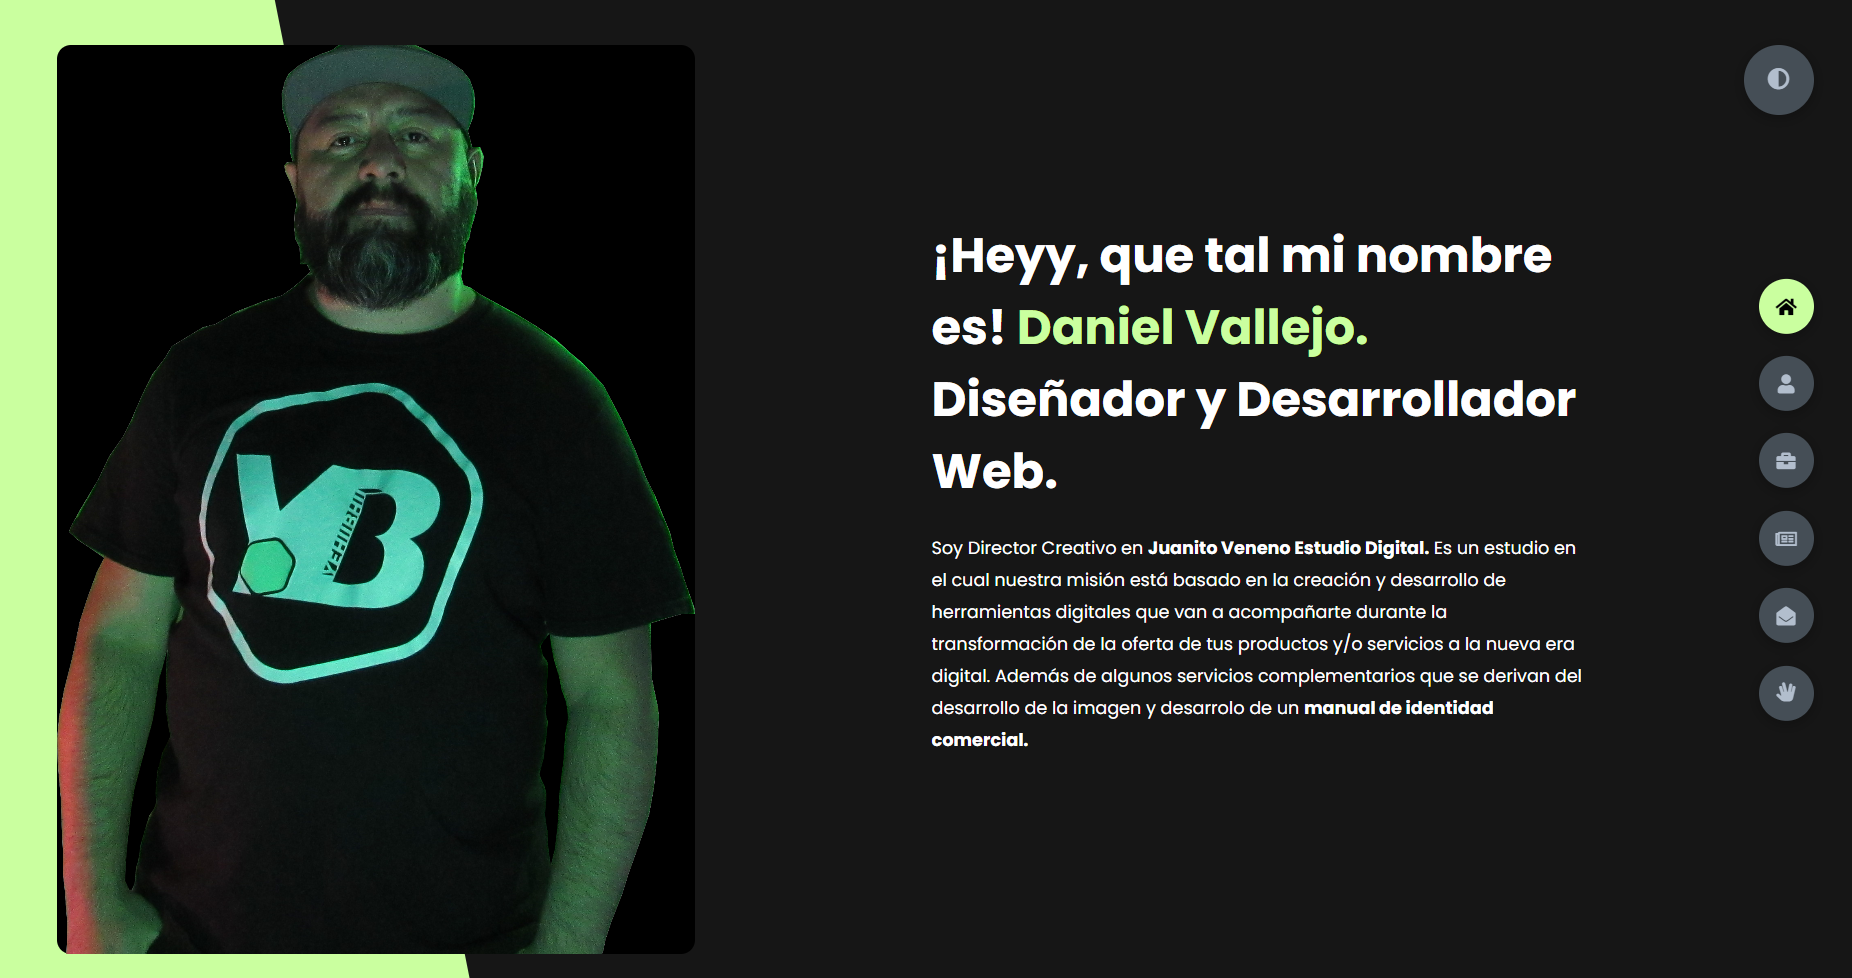 ¡Heyy, que tal mi nombre
es! Daniel Vallejo.
Diseñador y Desarrollador
Web.
Soy Director Creativo en Juanito Veneno Estudio Digital. Es un estudio en
el cual nuestra misión está basado en la creación y desarrollo de
herramientas digitales que van a acompañarte durante la
transformación de la oferta de tus productos y/o servicios a la nueva era
digital. Además de algunos servicios complementarios que se derivan del
desarrollo de la imagen y desarrolo de un manual de identidad
comercial.
VB